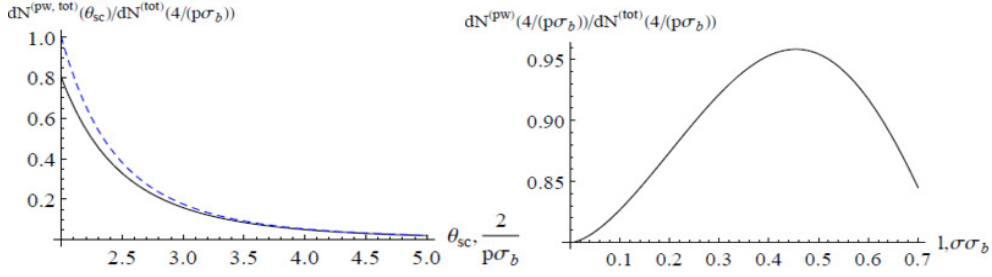 dN^(pw, tot)(θ_sc)/dN^(tot)(4/(pσ_b))
1.0
0.8
0.6
0.4
0.2
2.5 3.0 3.5 4.0 4.5 5.0
θ_sc, 2/(pσ_b)
dN^(pw)(4/(pσ_b))/dN^(tot)(4/(pσ_b))
0.95
0.90
0.85
0.1 0.2 0.3 0.4 0.5 0.6 0.7
1,σσ_b